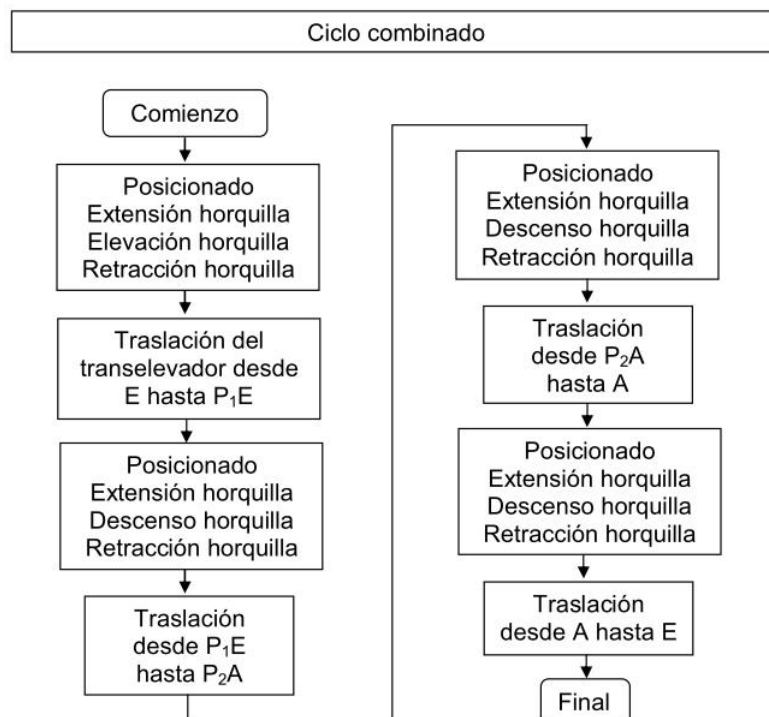 Ciclo combinado
Comienzo
Posicionado
Extensión horquilla
Elevación horquilla
Retracción horquilla
Traslación del
transelevador desde
E hasta P₁E
Posicionado
Extensión horquilla
Descenso horquilla
Retracción horquilla
Traslación
desde P₁E
hasta P₂A
Posicionado
Extensión horquilla
Descenso horquilla
Retracción horquilla
Traslación
desde P₂A
hasta A
Posicionado
Extensión horquilla
Descenso horquilla
Retracción horquilla
Traslación
desde A hasta E
Final